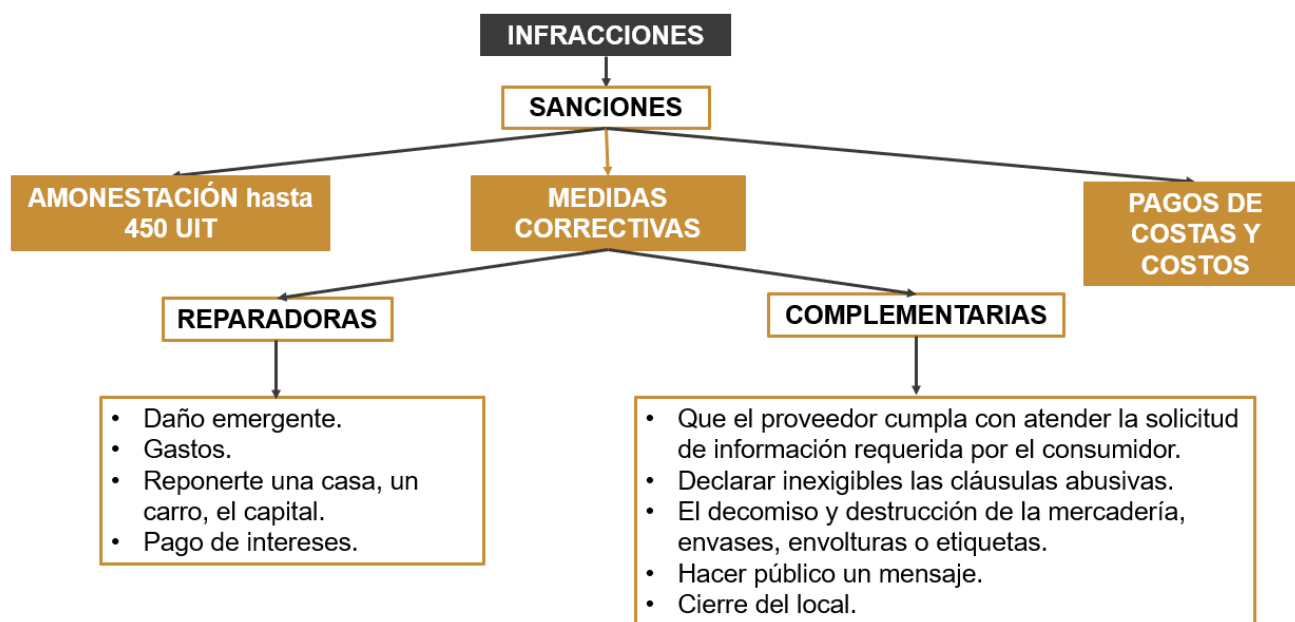 INFRACCIONES
SANCIONES
AMONESTACIÓN hasta
450 UIT
MEDIDAS
CORRECTIVAS
PAGOS DE
COSTAS Y
COSTOS
REPARADORAS
COMPLEMENTARIAS
• Daño emergente.
• Gastos.
• Reponerte una casa, un
carro, el capital.
• Pago de intereses.
• Que el proveedor cumpla con atender la solicitud
de información requerida por el consumidor.
• Declarar inexigibles las cláusulas abusivas.
• El decomiso y destrucción de la mercadería,
envases, envolturas o etiquetas.
• Hacer público un mensaje.
• Cierre del local.